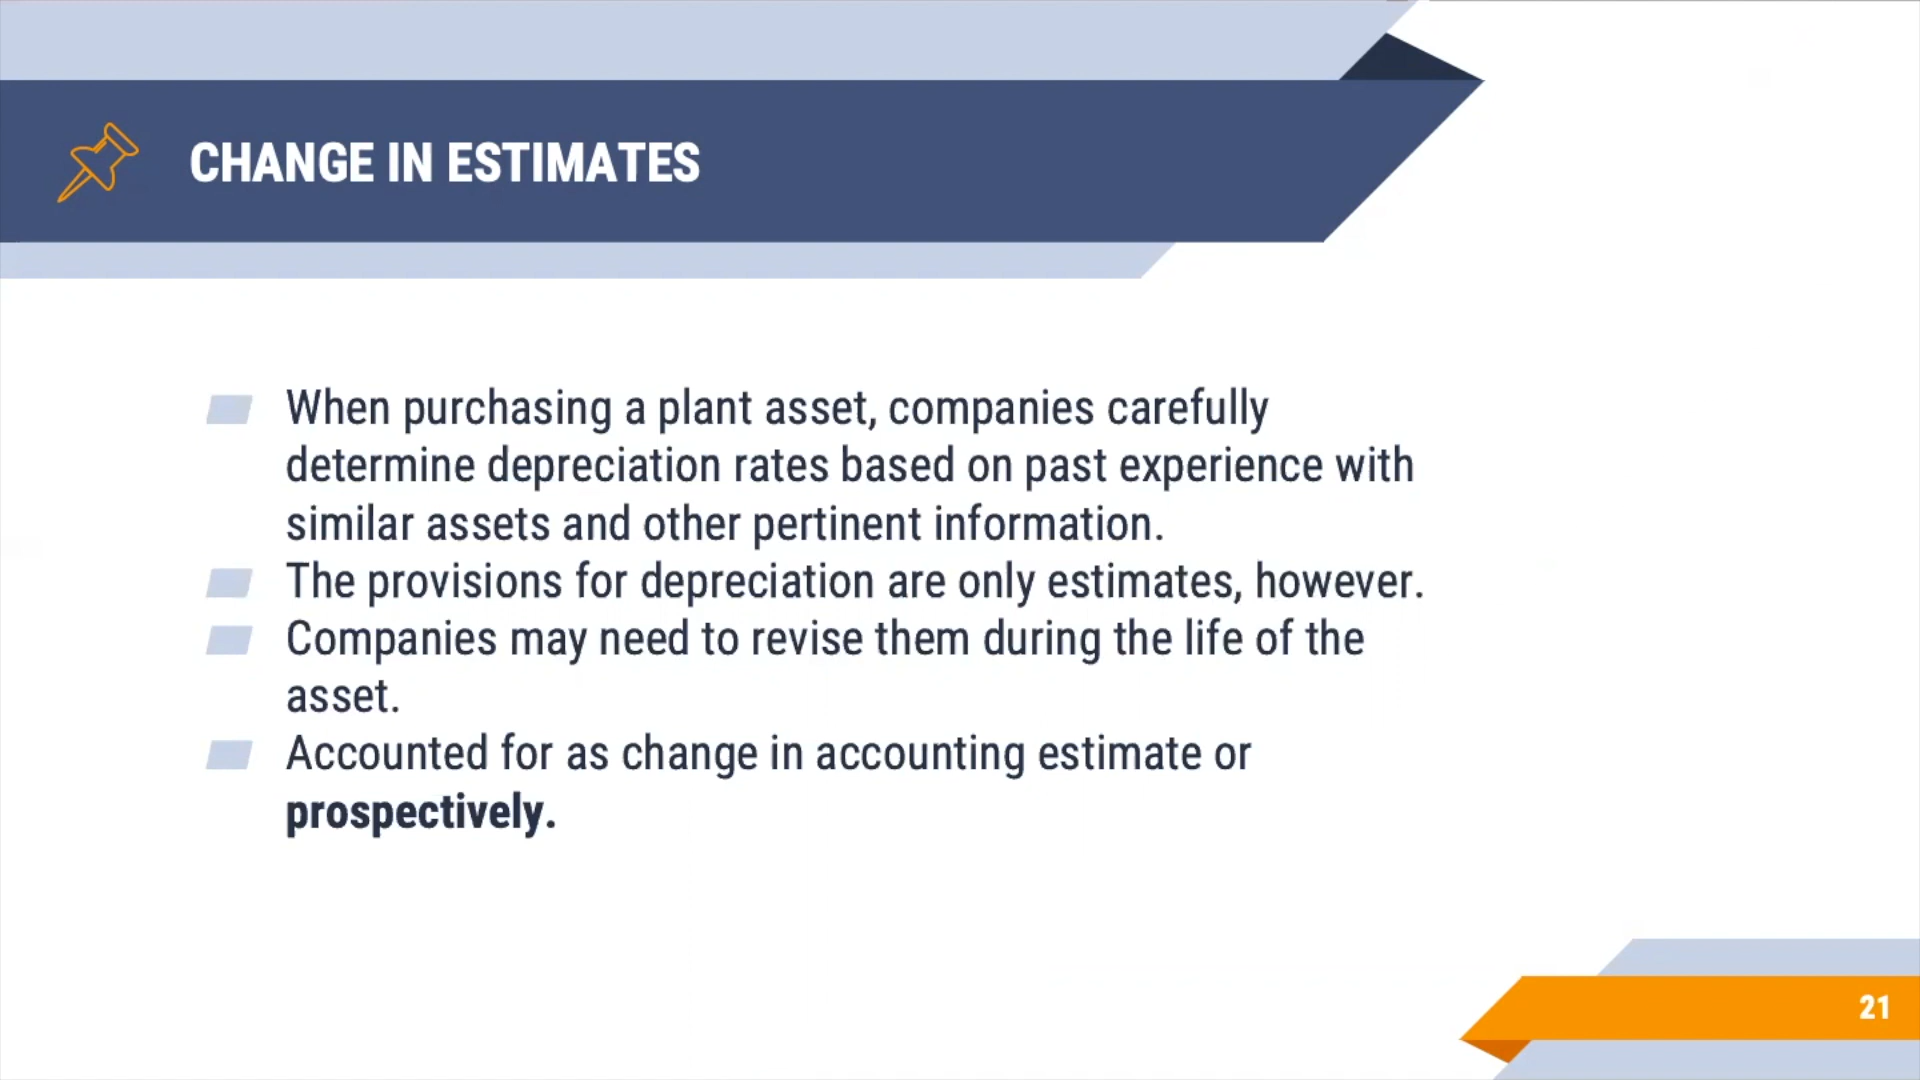 CHANGE IN ESTIMATES
When purchasing a plant asset, companies carefully
determine depreciation rates based on past experience with
similar assets and other pertinent information.
The provisions for depreciation are only estimates, however.
Companies may need to revise them during the life of the
asset.
Accounted for as change in accounting estimate or
prospectively.
21